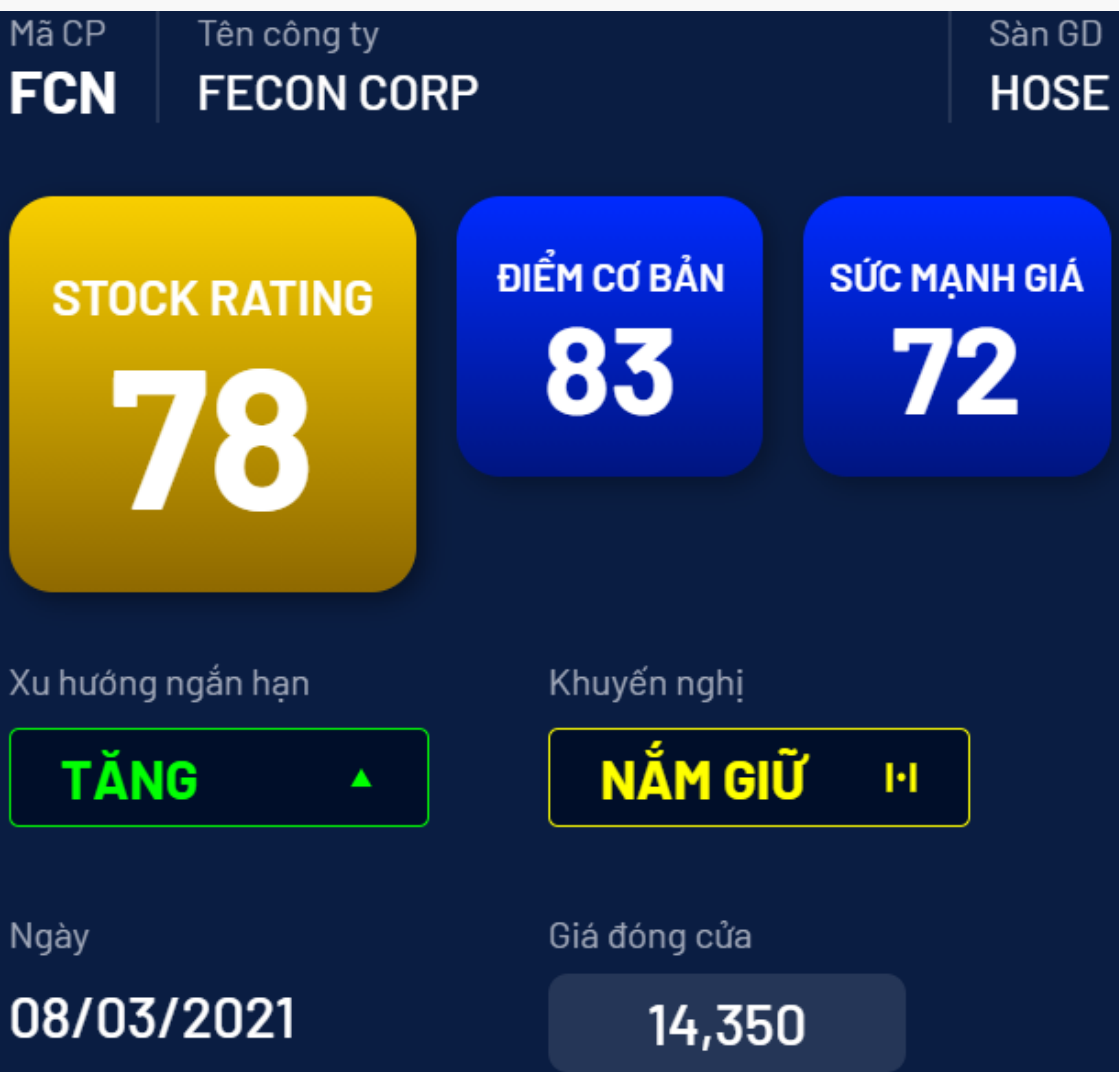 Mã CP
Tên công ty
Sàn GD
FCN
FECON CORP
HOSE
STOCK RATING
78
ĐIỂM CƠ BẢN
83
SỨC MẠNH GIÁ
72
Xu hướng ngắn hạn
Khuyến nghị
TĂNG
NẮM GIỮ
Ngày
Giá đóng cửa
08/03/2021
14,350